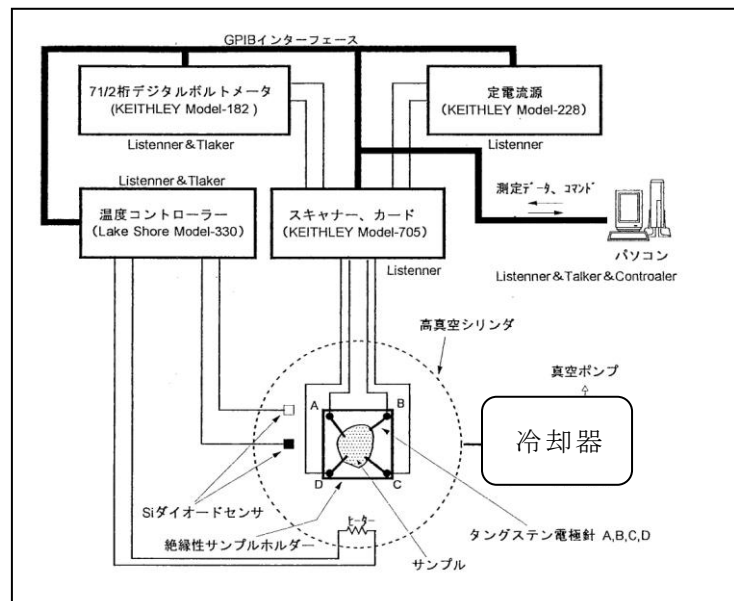 GPIBインターフェース
71/2桁デジタルボルトメータ
(KEITHLEY Model-182 )
Listenner＆Tlaker
定電流源
(KEITHLEY Model-228)
Listenner
Listenner＆Tlaker
温度コントローラー
(Lake Shore Model-330)
スキャナー、カード
(KEITHLEY Model-705)
Listenner
測定データ、コマンド
パソコン
Listenner＆Talker＆Controaler
高真空シリンダ
真空ポンプ
冷却器
A
B
D
C
Siダイオードセンサ
ヒーター
絶縁性サンプルホルダー
サンプル
タングステン電極針 A,B,C,D